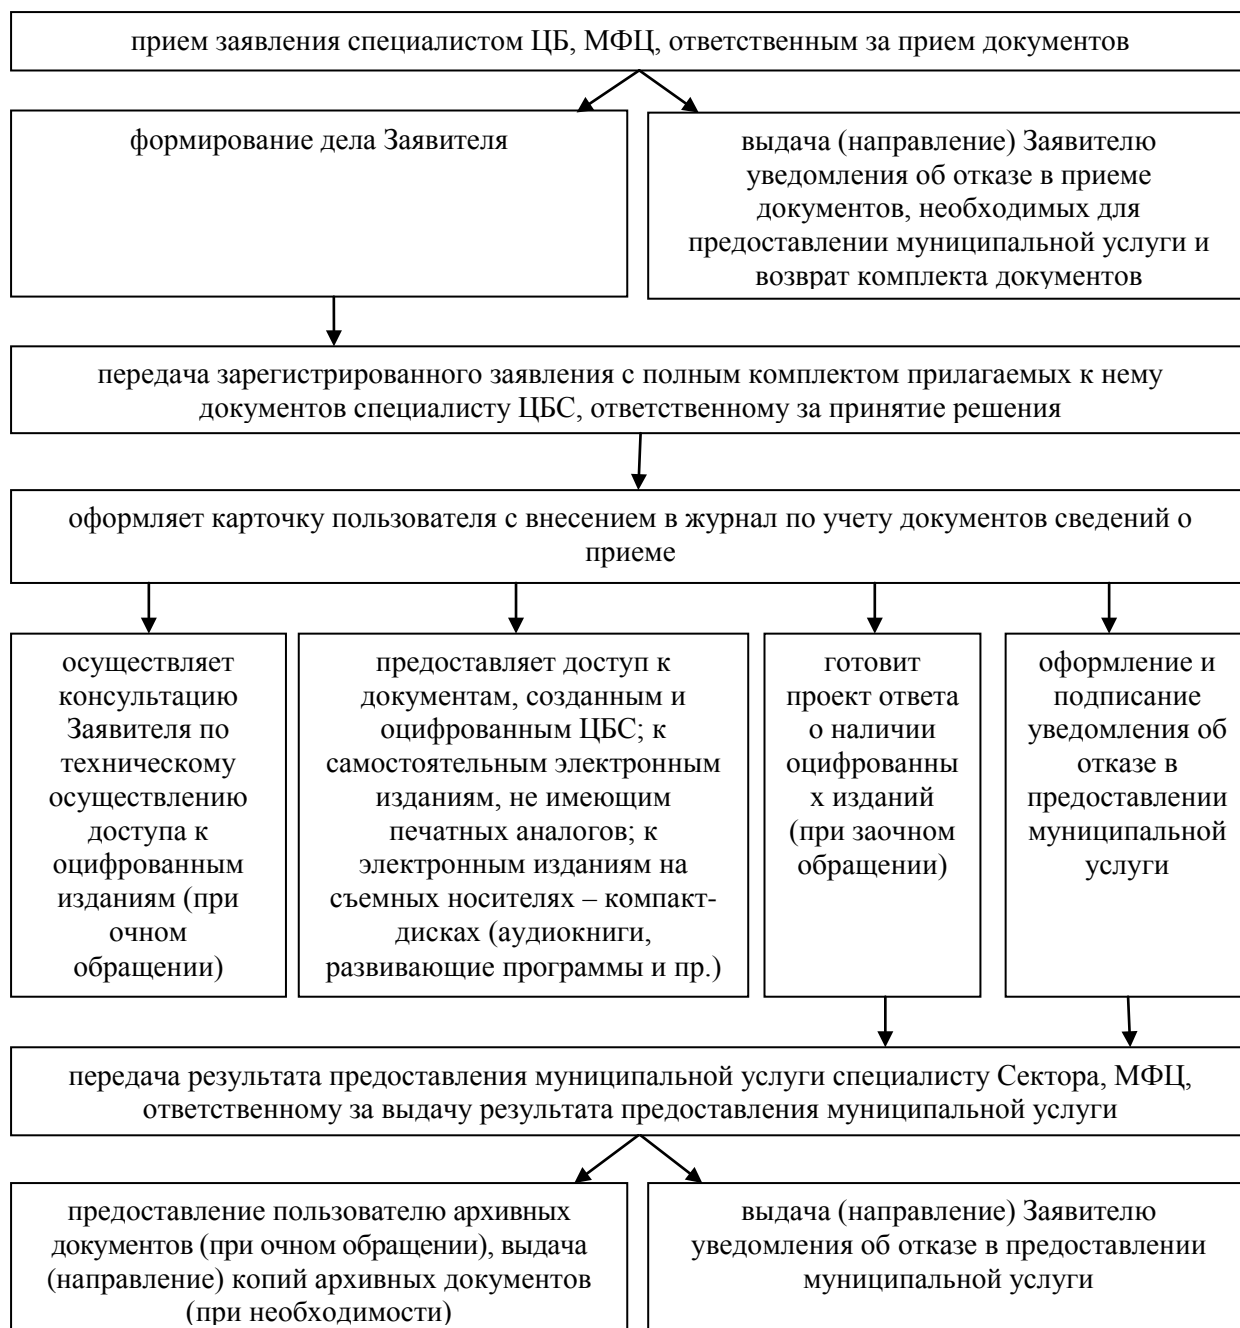 прием заявления специалистом ЦБ, МФЦ, ответственным за прием документов
формирование дела Заявителя
выдача (направление) Заявителю
уведомления об отказе в приеме
документов, необходимых для
предоставлении муниципальной услуги и
возврат комплекта документов
передача зарегистрированного заявления с полным комплектом прилагаемых к нему
документов специалисту ЦБС, ответственному за принятие решения
оформляет карточку пользователя с внесением в журнал по учету документов сведений о
приеме
осуществляет
консультацию
Заявителя по
техническому
осуществлению
доступа к
оцифрованным
изданиям (при
очном
обращении)
предоставляет доступ к
документам, созданным и
оцифрованным ЦБС; к
самостоятельным электронным
изданиям, не имеющим
печатных аналогов; к
электронным изданиям на
съемных носителях – компакт-
дисках (аудиокниги,
развивающие программы и пр.)
готовит
проект ответа
о наличии
оцифрованны
х изданий
(при заочном
обращении)
оформление и
подписание
уведомления об
отказе в
предоставлении
муниципальной
услуги
передача результата предоставления муниципальной услуги специалисту Сектора, МФЦ,
ответственному за выдачу результата предоставления муниципальной услуги
предоставление пользователю архивных
документов (при очном обращении), выдача
(направление) копий архивных документов
(при необходимости)
выдача (направление) Заявителю
уведомления об отказе в предоставлении
муниципальной услуги